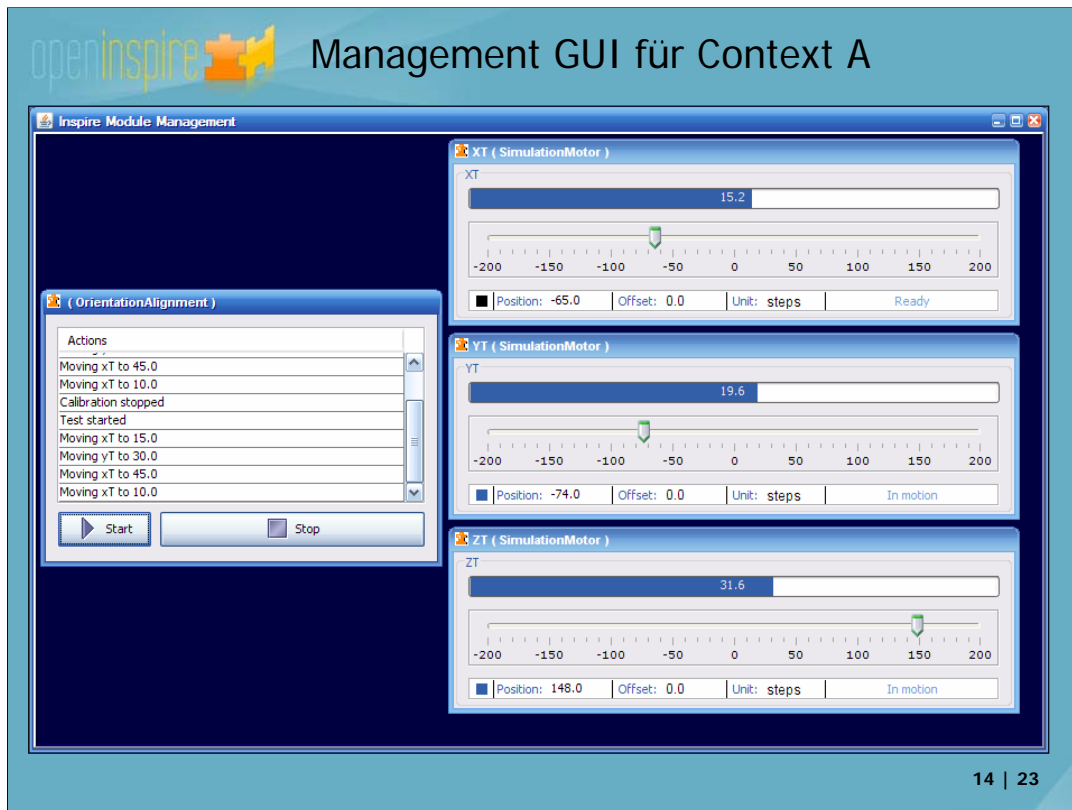 openinspire
Management GUI für Context A
Inspire Module Management
( OrientationAlignment )
Actions
Moving xT to 45.0
Moving xT to 10.0
Calibration stopped
Test started
Moving xT to 15.0
Moving yT to 30.0
Moving xT to 45.0
Moving xT to 10.0
Start Stop
XT ( SimulationMotor )
XT
15.2
-200 -150 -100 -50 0 50 100 150 200
Position: -65.0 Offset: 0.0 Unit: steps Ready
YT ( SimulationMotor )
YT
19.6
-200 -150 -100 -50 0 50 100 150 200
Position: -74.0 Offset: 0.0 Unit: steps In motion
ZT ( SimulationMotor )
ZT
31.6
-200 -150 -100 -50 0 50 100 150 200
Position: 148.0 Offset: 0.0 Unit: steps In motion
14 | 23